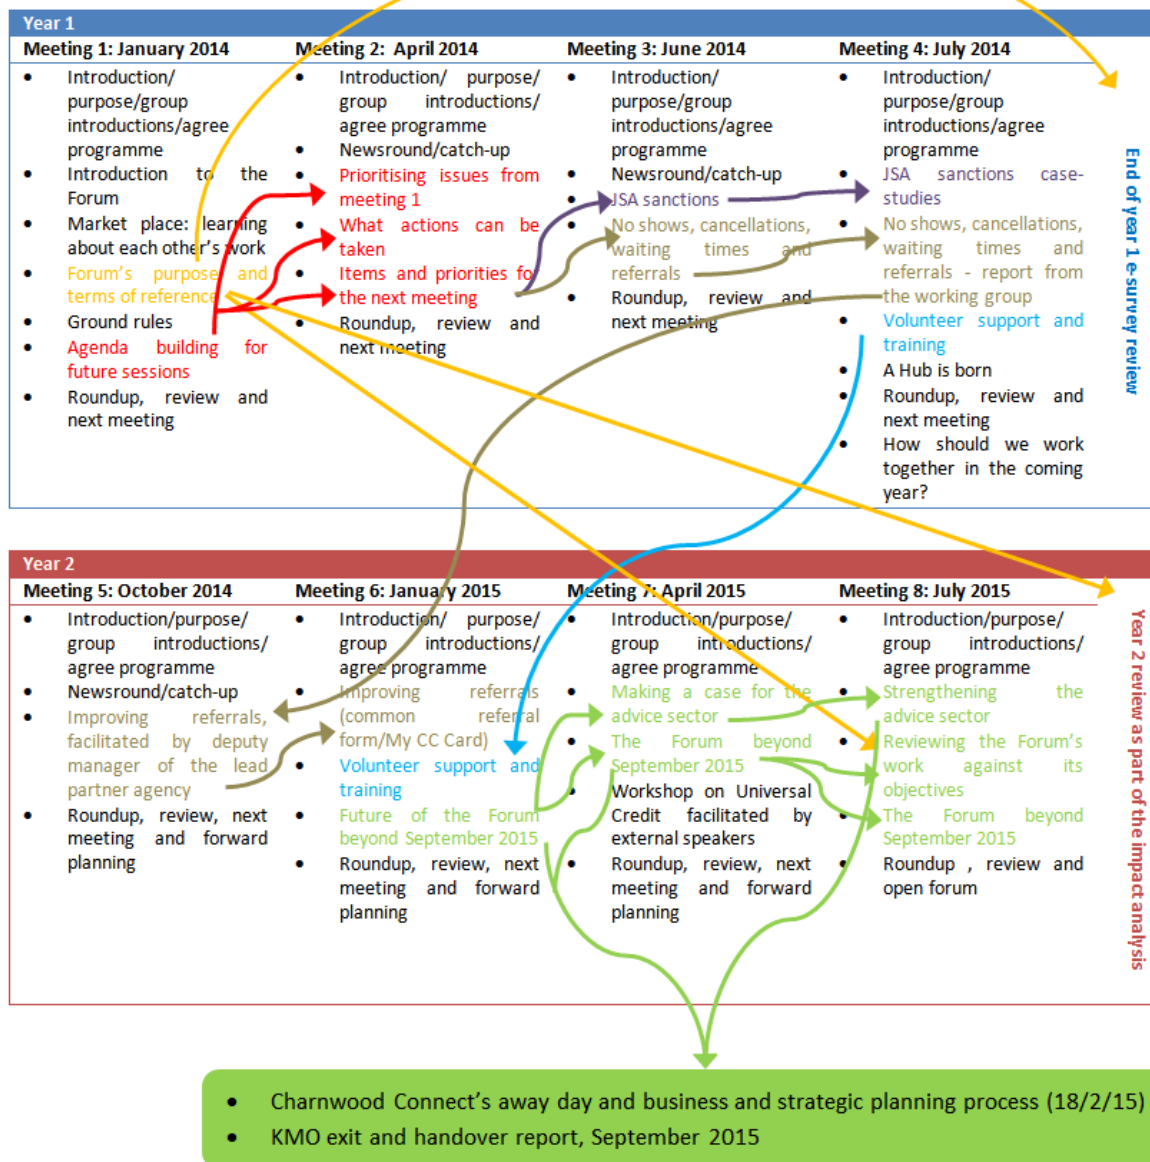 Year 1
Meeting 1: January 2014
Introduction/
purpose/group
introductions/agree
programme
Introduction to the
Forum
Market place: learning
about each other's work
Forum's purpose and
terms of reference
Ground rules
Agenda building for
future sessions
Roundup, review and
next meeting
Meeting 2: April 2014
Introduction/ purpose/
group introductions/
agree programme
Newsround/catch-up
Prioritising issues from
meeting 1
What actions can be
taken
Items and priorities for
the next meeting
Roundup, review and
next meeting
Meeting 3: June 2014
Introduction/
purpose/group
introductions/agree
programme
Newsround/catch-up
JSA sanctions
No shows, cancellations,
waiting times and
referrals
Roundup, review and
next meeting
Meeting 4: July 2014
Introduction/
purpose/group
introductions/agree
programme
JSA sanctions case-
studies
No shows, cancellations,
waiting times and
referrals - report from
the working group
Volunteer support and
training
A Hub is born
Roundup, review and
next meeting
How should we work
together in the coming
year?
End of year 1 e-survey review
Year 2
Meeting 5: October 2014
Introduction/purpose/
group introductions/
agree programme
Newsround/catch-up
Improving referrals,
facilitated by deputy
manager of the lead
partner agency
Roundup, review, next
meeting and forward
planning
Meeting 6: January 2015
Introduction/ purpose/
group introductions/
agree programme
Improving referrals
(common referral
form/My CC Card)
Volunteer support and
training
Future of the Forum
beyond September 2015
Roundup, review, next
meeting and forward
planning
Meeting 7: April 2015
Introduction/purpose/
group introductions/
agree programme
Making a case for the
advice sector
The Forum beyond
September 2015
Workshop on Universal
Credit facilitated by
external speakers
Roundup, review, next
meeting and forward
planning
Meeting 8: July 2015
Introduction/purpose/
group introductions/
agree programme
Strengthening the
advice sector
Reviewing the Forum's
work against its
objectives
The Forum beyond
September 2015
Roundup , review and
open forum
Year 2 review as part of the impact analysis
Charnwood Connect's away day and business and strategic planning process (18/2/15)
KMO exit and handover report, September 2015